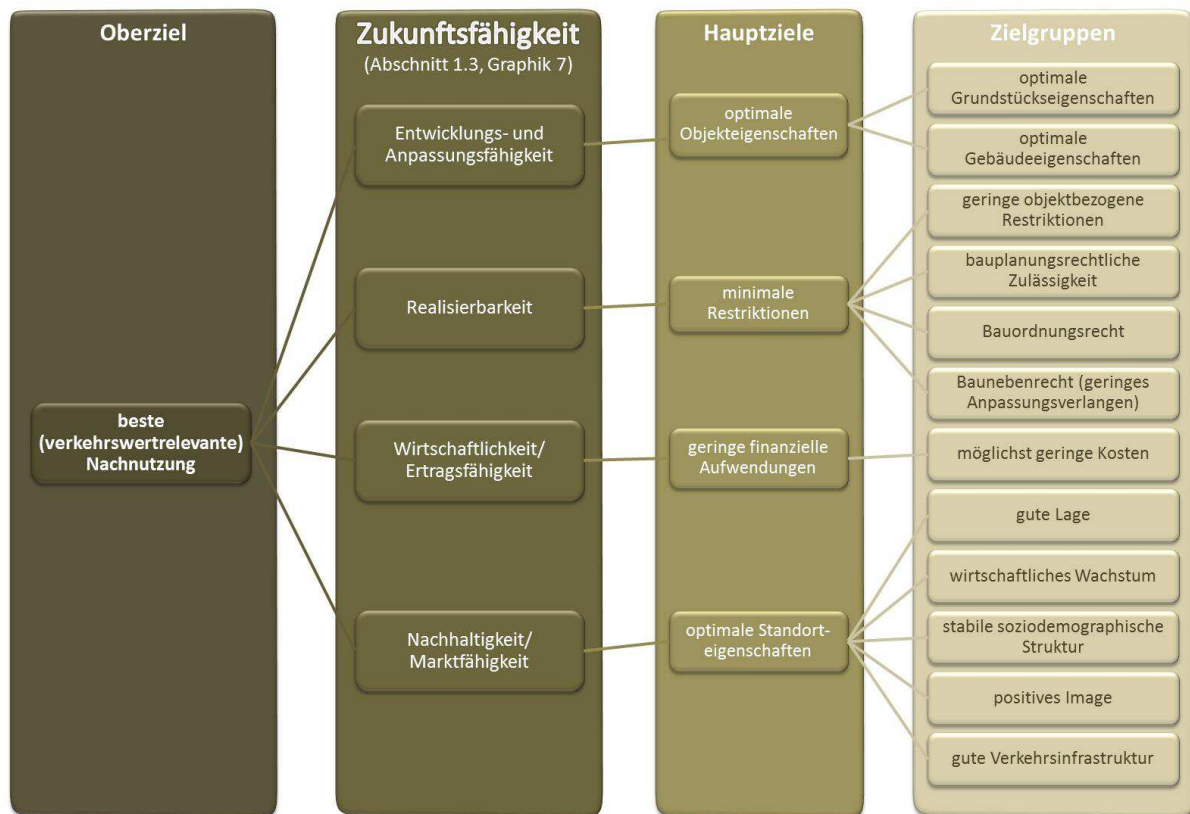 Oberziel
beste
(verkehrswertrelevante)
Nachnutzung
Zukunftsfähigkeit
(Abschnitt 1.3, Graphik 7)
Entwicklungs- und
Anpassungsfähigkeit
Realisierbarkeit
Wirtschaftlichkeit/
Ertragsfähigkeit
Nachhaltigkeit/
Marktfähigkeit
Hauptziele
optimale
Objekteigenschaften
minimale
Restriktionen
geringe finanzielle
Aufwendungen
optimale Standort-
eigenschaften
Zielgruppen
optimale
Grundstückseigenschaften
optimale
Gebäudeeigenschaften
geringe objektbezogene
Restriktionen
bauplanungsrechtliche
Zulässigkeit
Bauordnungsrecht
Baunebenrecht (geringes
Anpassungsverlangen)
möglichst geringe Kosten
gute Lage
wirtschaftliches Wachstum
stabile soziodemographische
Struktur
positives Image
gute Verkehrsinfrastruktur